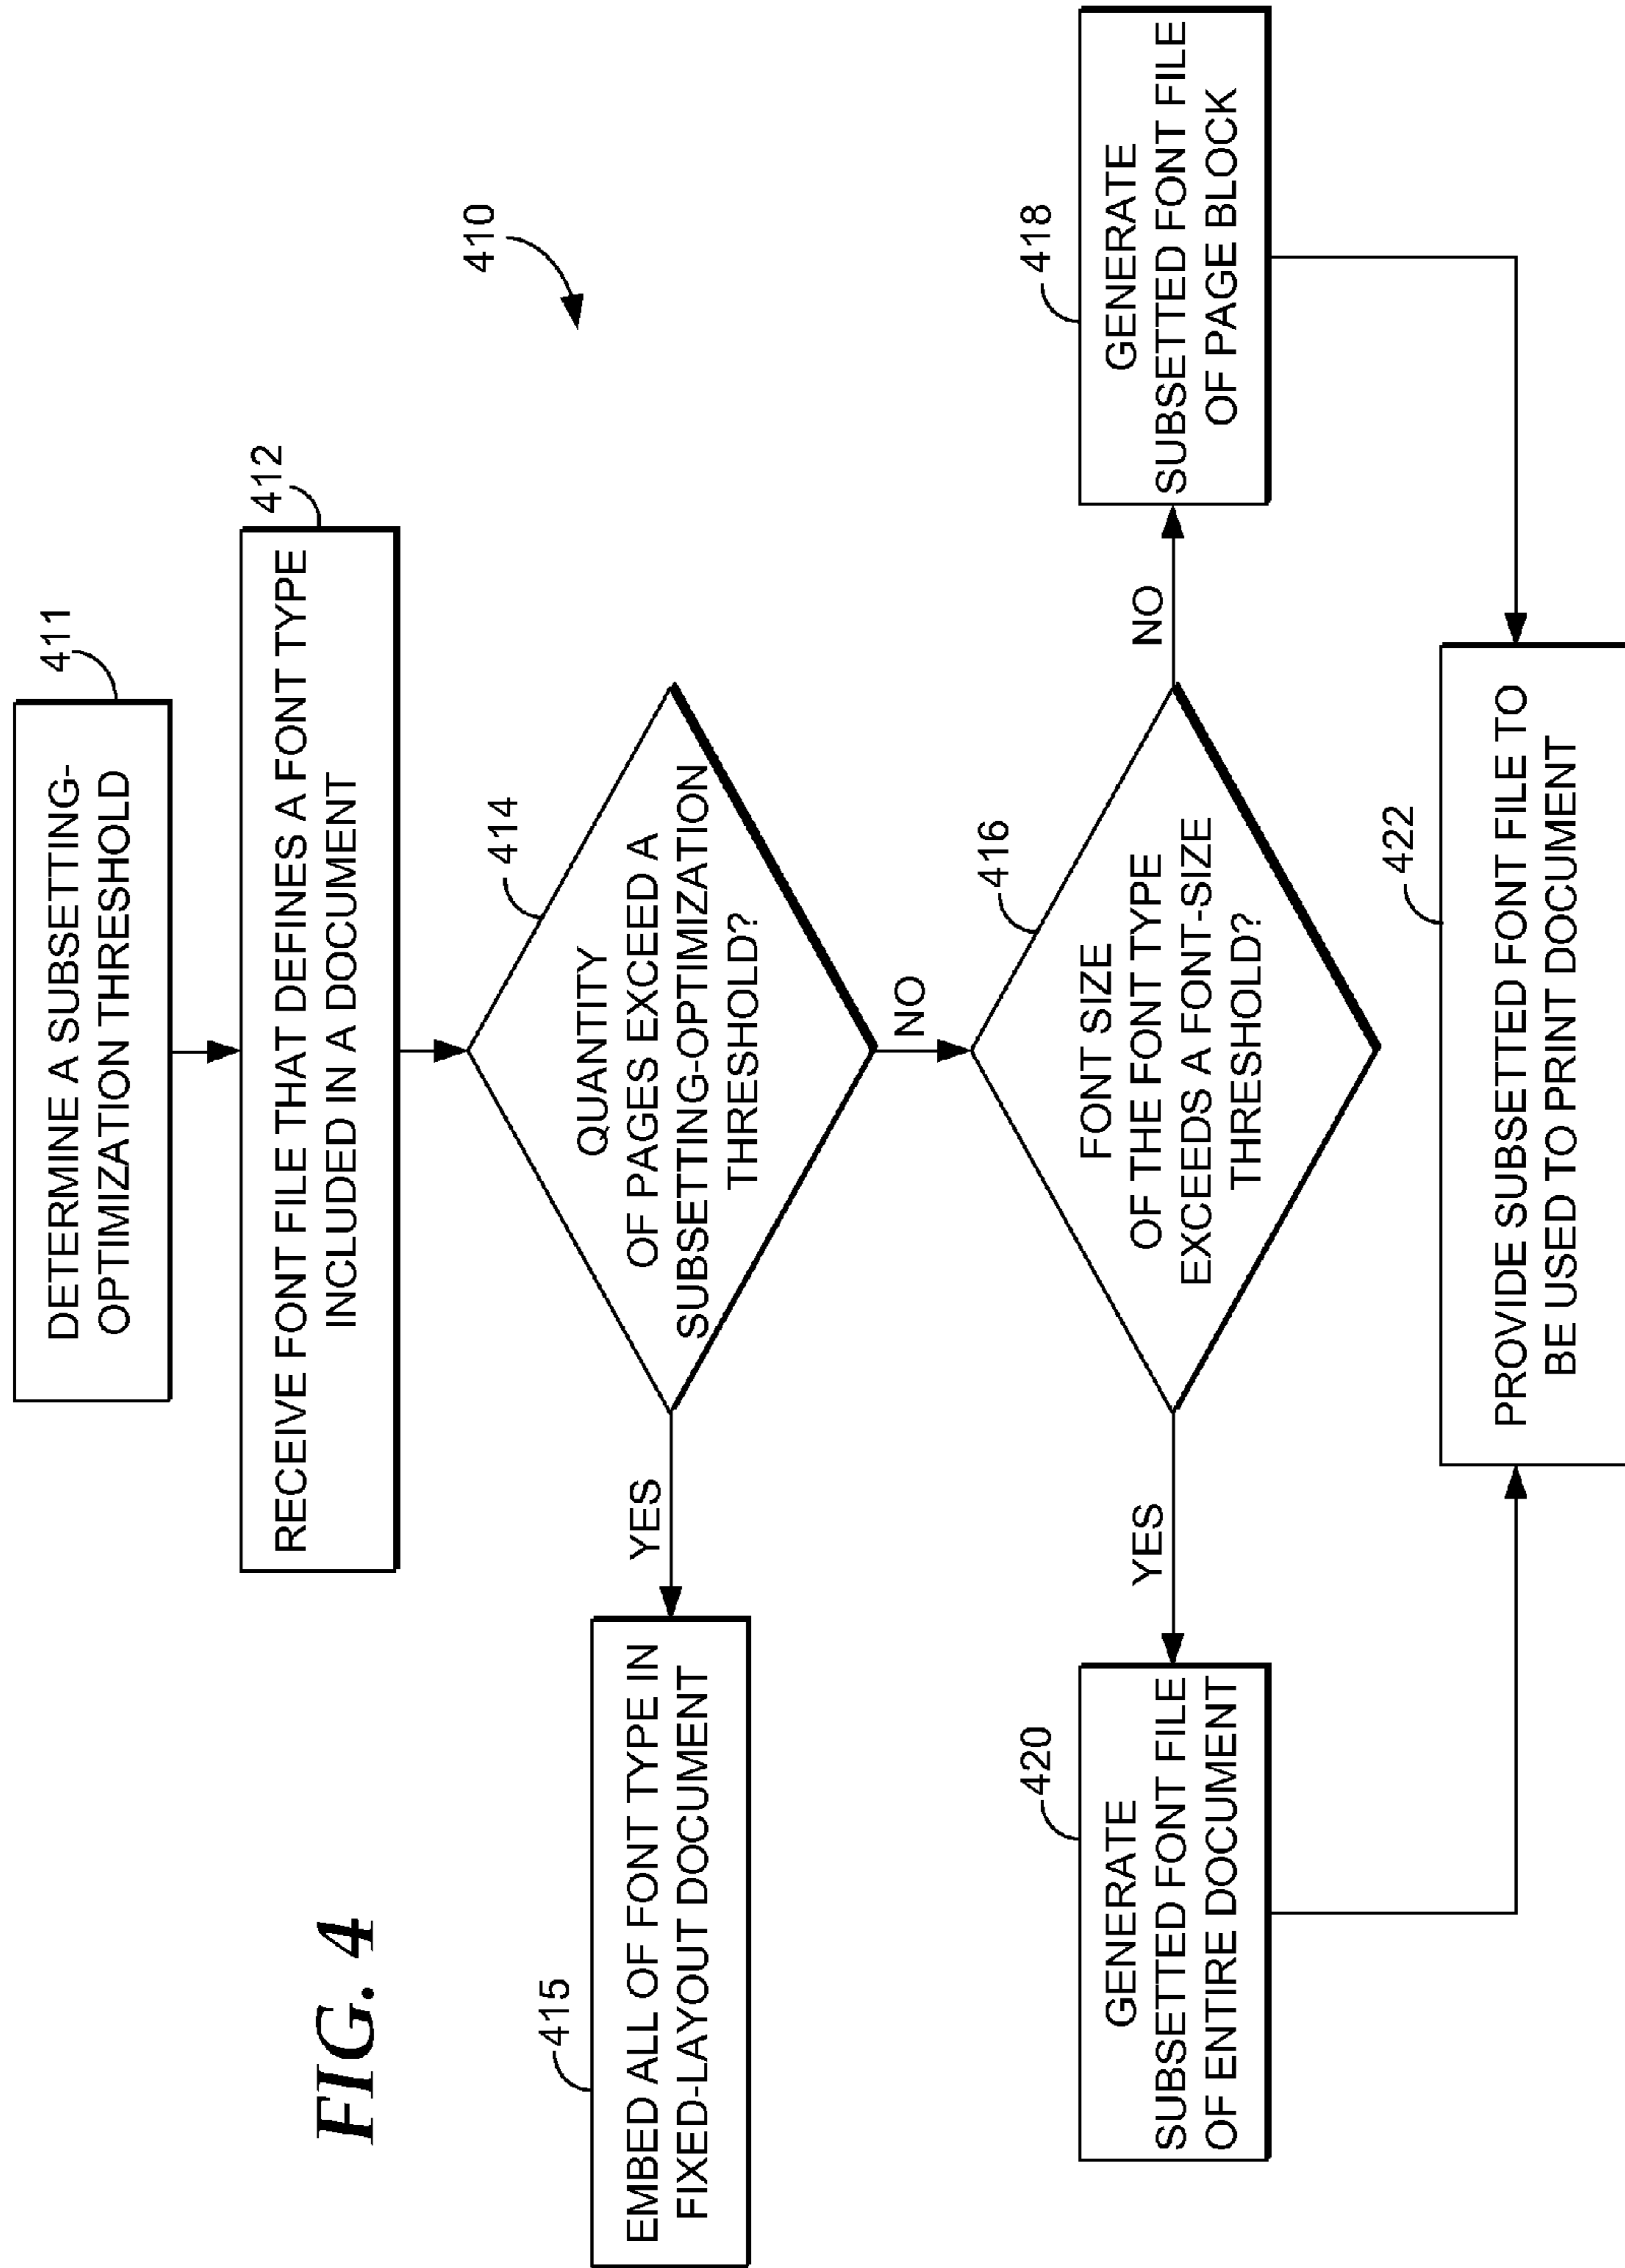 FIG. 4
410
411
DETERMINE A SUBSETTING-
OPTIMIZATION THRESHOLD
412
RECEIVE FONT FILE THAT DEFINES A FONT TYPE
INCLUDED IN A DOCUMENT
414
QUANTITY
OF PAGES EXCEED A
SUBSETTING-OPTIMIZATION
THRESHOLD?
YES
NO
415
EMBED ALL OF FONT TYPE IN
FIXED-LAYOUT DOCUMENT
416
FONT SIZE
OF THE FONT TYPE
EXCEEDS A FONT-SIZE
THRESHOLD?
YES
NO
420
GENERATE
SUBSETTED FONT FILE
OF ENTIRE DOCUMENT
418
GENERATE
SUBSETTED FONT FILE
OF PAGE BLOCK
422
PROVIDE SUBSETTED FONT FILE TO
BE USED TO PRINT DOCUMENT